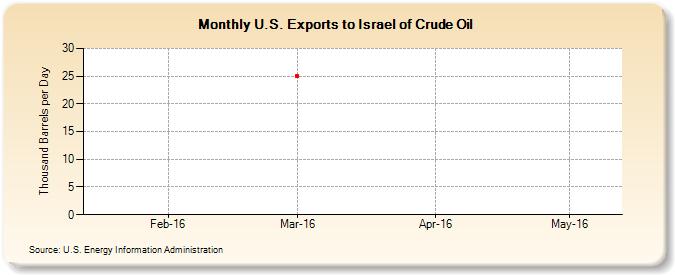 Monthly U.S. Exports to Israel of Crude Oil
Thousand Barrels per Day
30
25
20
15
10
5
0
Feb-16
Mar-16
Apr-16
May-16
Source: U.S. Energy Information Administration